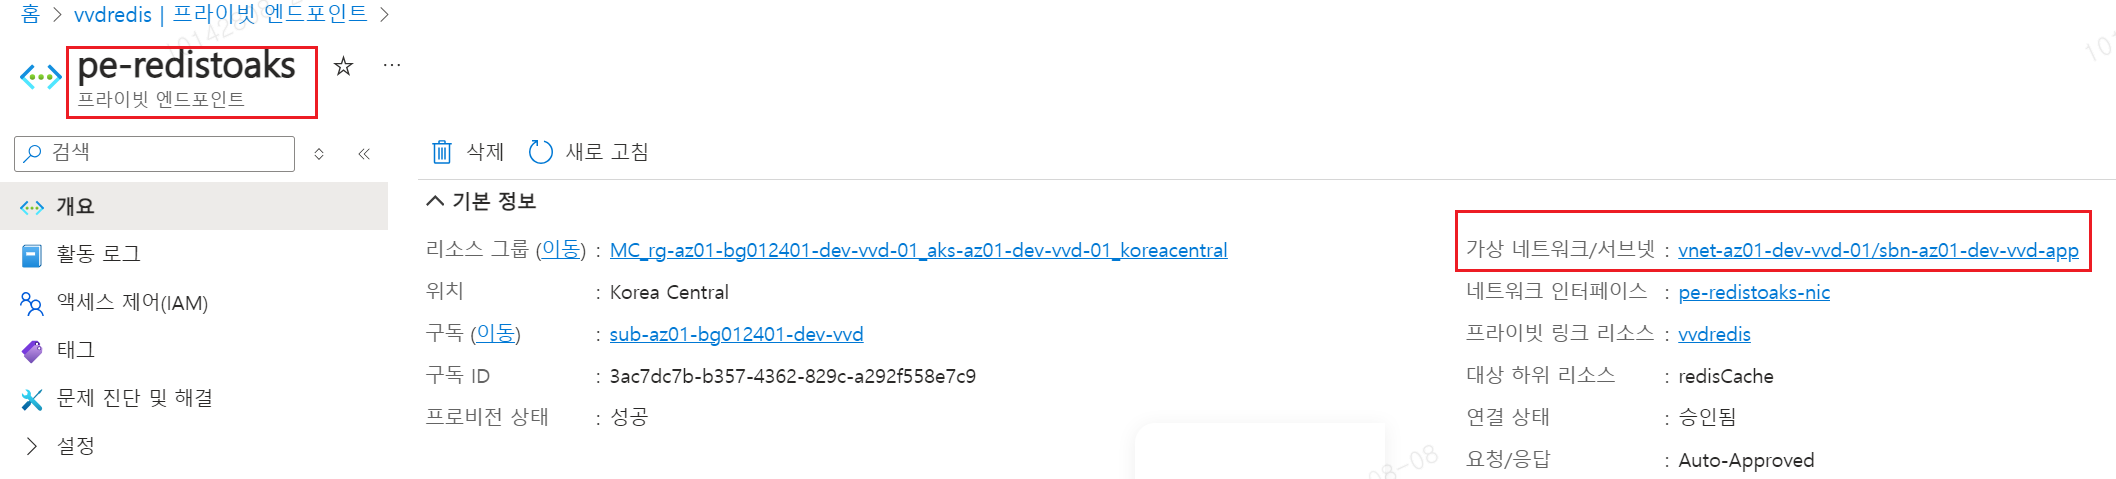 홈 > vvdredis | 프라이빗 엔드포인트 >
pe-redistoaks ☆ ···
프라이빗 엔드포인트
검색
삭제 새로 고침
개요
활동 로그
액세스 제어(IAM)
태그
문제 진단 및 해결
설정
기본 정보
리소스 그룹 (이동) : MC_rg-az01-bg012401-dev-vvd-01_aks-az01-dev-vvd-01_koreacentral
위치 : Korea Central
구독 (이동) : sub-az01-bg012401-dev-vvd
구독 ID : 3ac7dc7b-b357-4362-829c-a292f558e7c9
프로비전 상태 : 성공
가상 네트워크/서브넷 : vnet-az01-dev-vvd-01/sbn-az01-dev-vvd-app
네트워크 인터페이스 : pe-redistoaks-nic
프라이빗 링크 리소스 : vvdredis
대상 하위 리소스 : redisCache
연결 상태 : 승인됨
요청/응답 : Auto-Approved